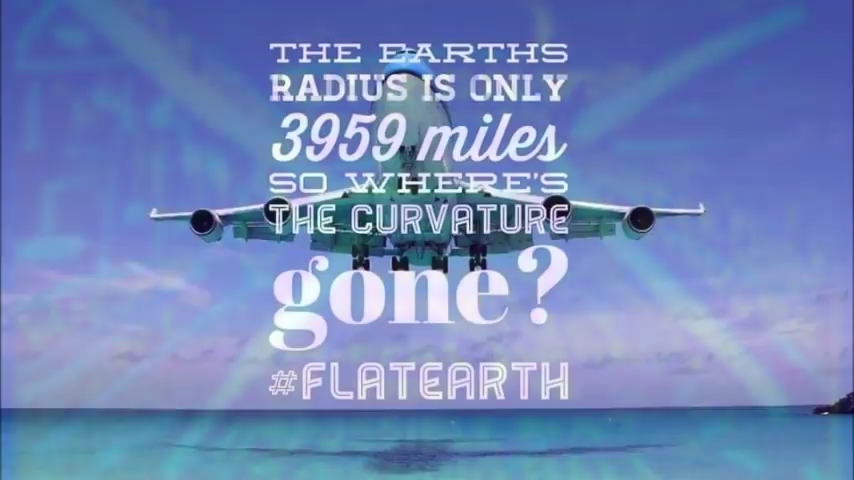 THE EARTHS
RADIUS IS ONLY
3959 miles
SO WHERE'S
THE CURVATURE
gone?
#FLATEARTH